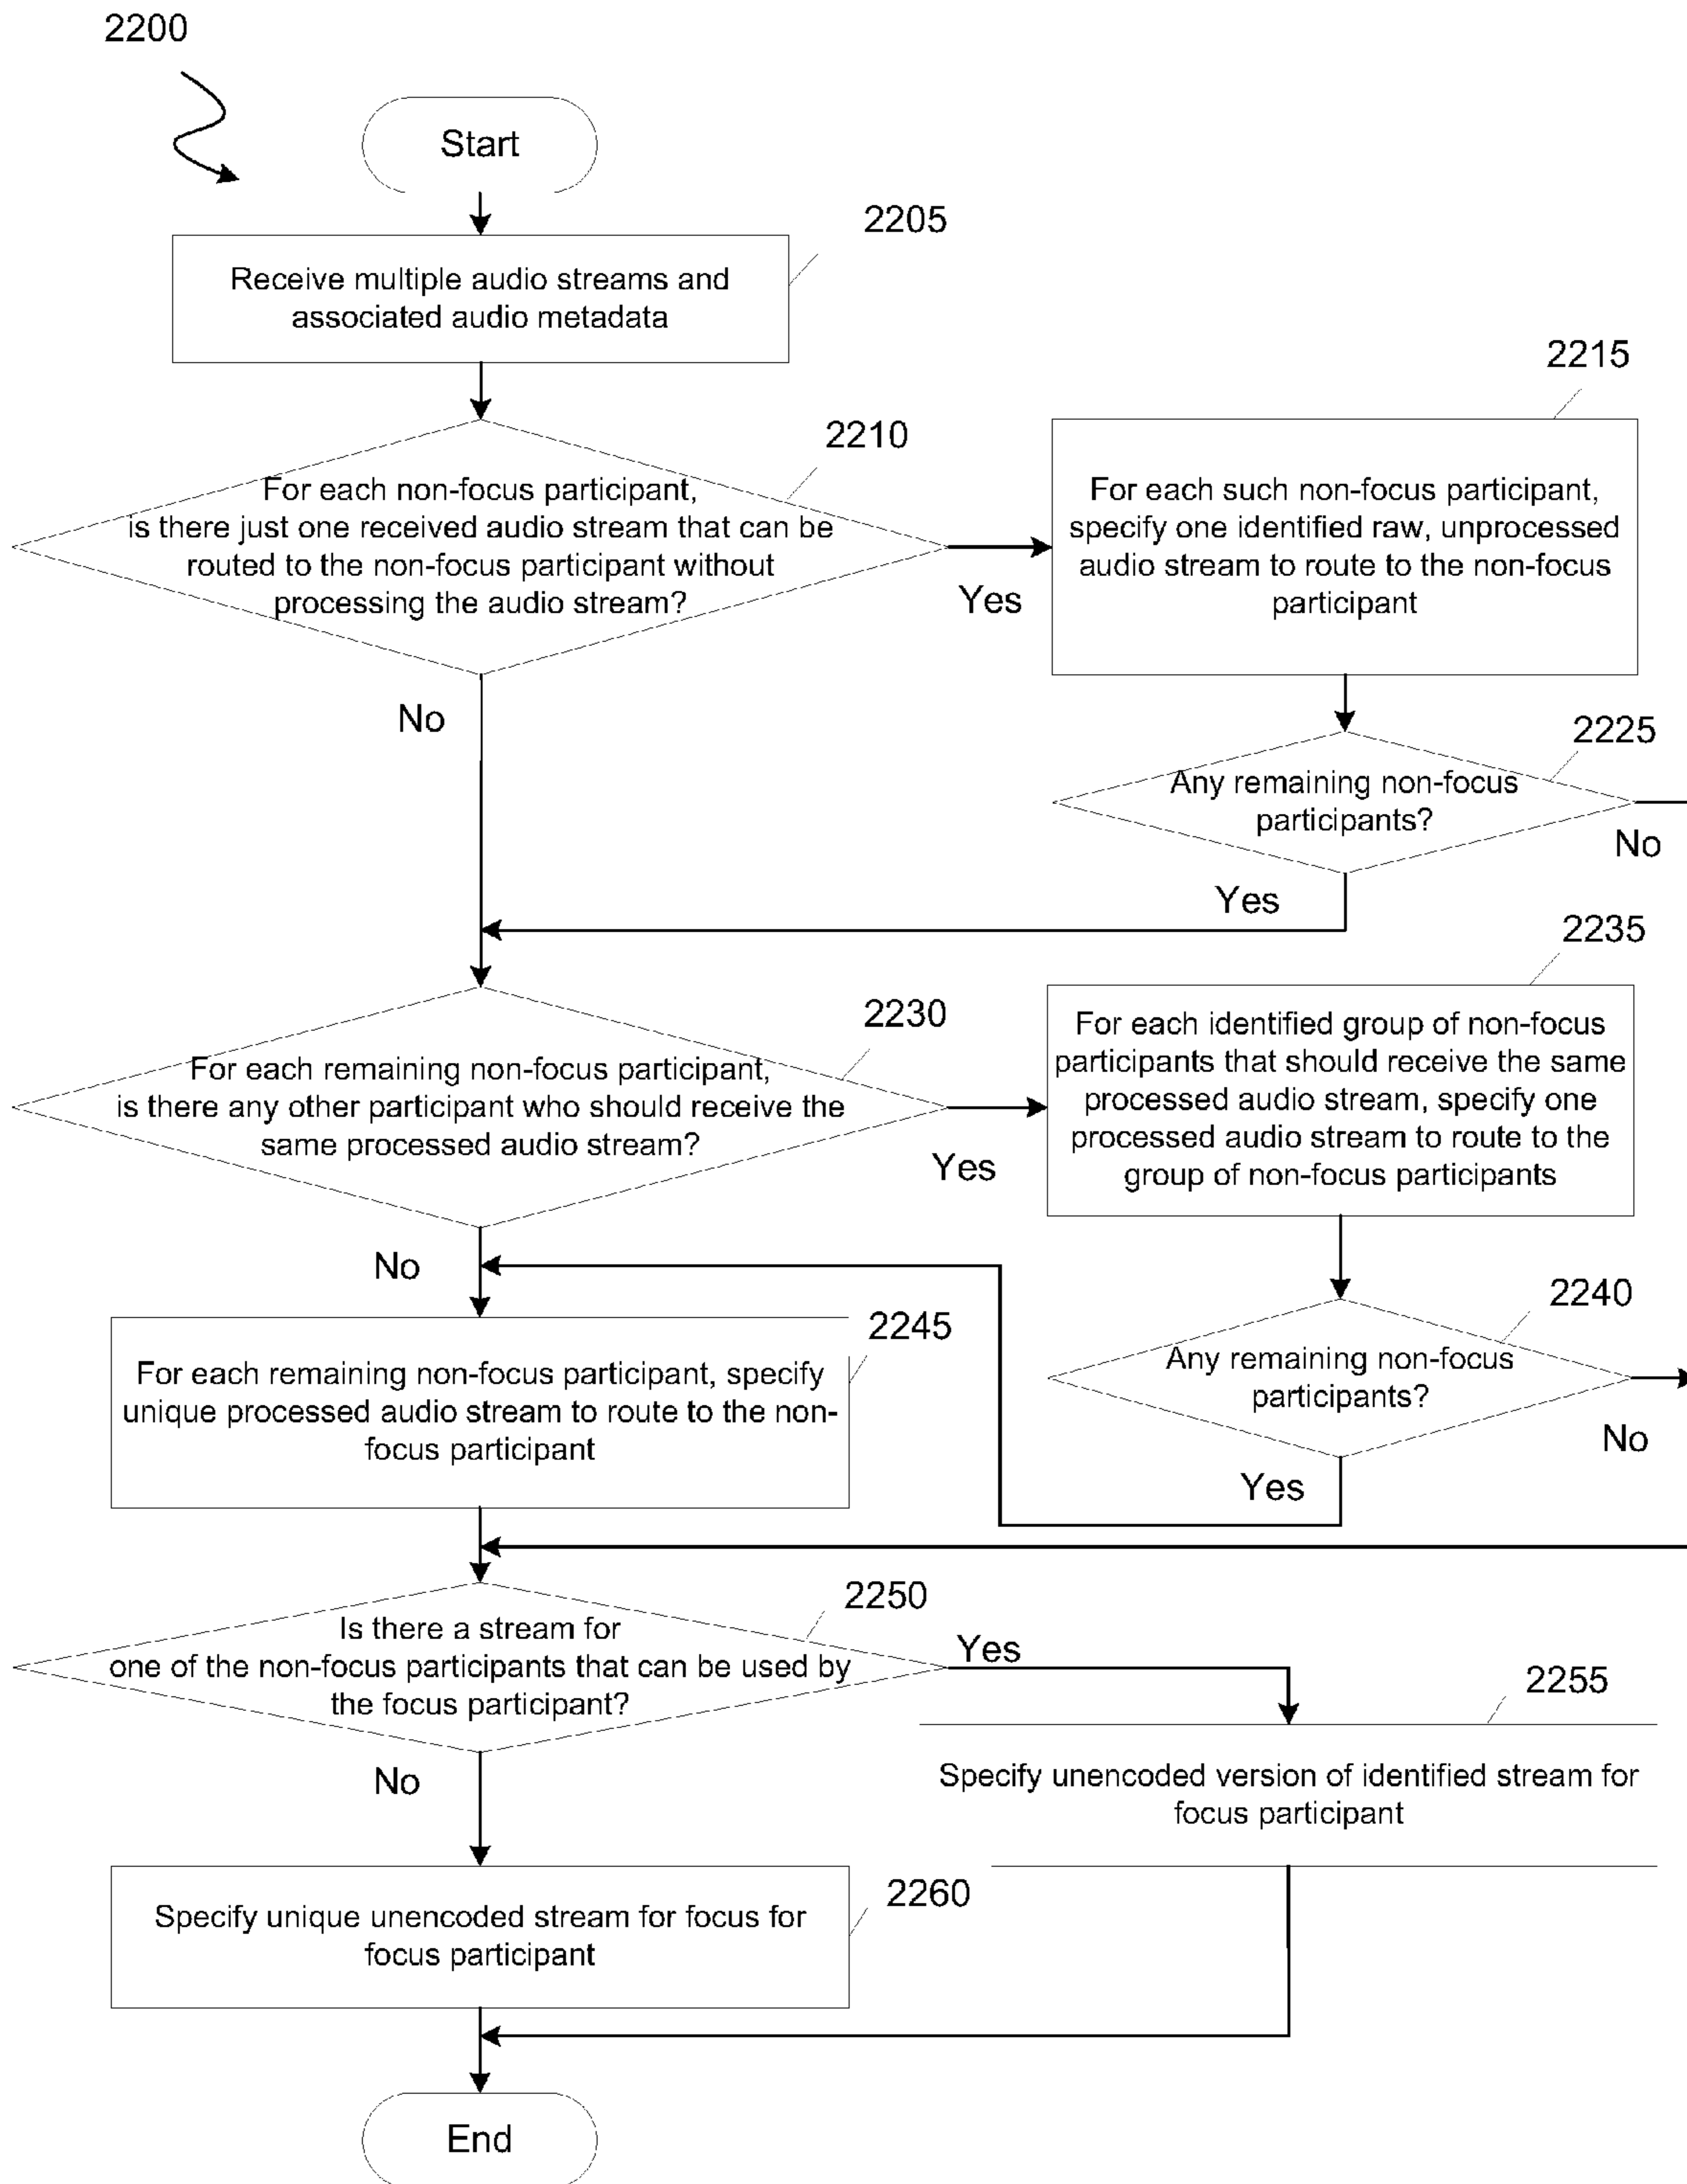 2200
Start
2205
Receive multiple audio streams and
associated audio metadata
2210
For each non-focus participant,
is there just one received audio stream that can be
routed to the non-focus participant without
processing the audio stream?
Yes
No
2215
For each such non-focus participant,
specify one identified raw, unprocessed
audio stream to route to the non-focus
participant
2225
Any remaining non-focus
participants?
No
Yes
2230
For each remaining non-focus participant,
is there any other participant who should receive the
same processed audio stream?
Yes
No
2235
For each identified group of non-focus
participants that should receive the same
processed audio stream, specify one
processed audio stream to route to the
group of non-focus participants
2240
Any remaining non-focus
participants?
No
Yes
2245
For each remaining non-focus participant, specify
unique processed audio stream to route to the non-
focus participant
2250
Is there a stream for
one of the non-focus participants that can be used by
the focus participant?
Yes
No
2255
Specify unencoded version of identified stream for
focus participant
2260
Specify unique unencoded stream for focus for
focus participant
End